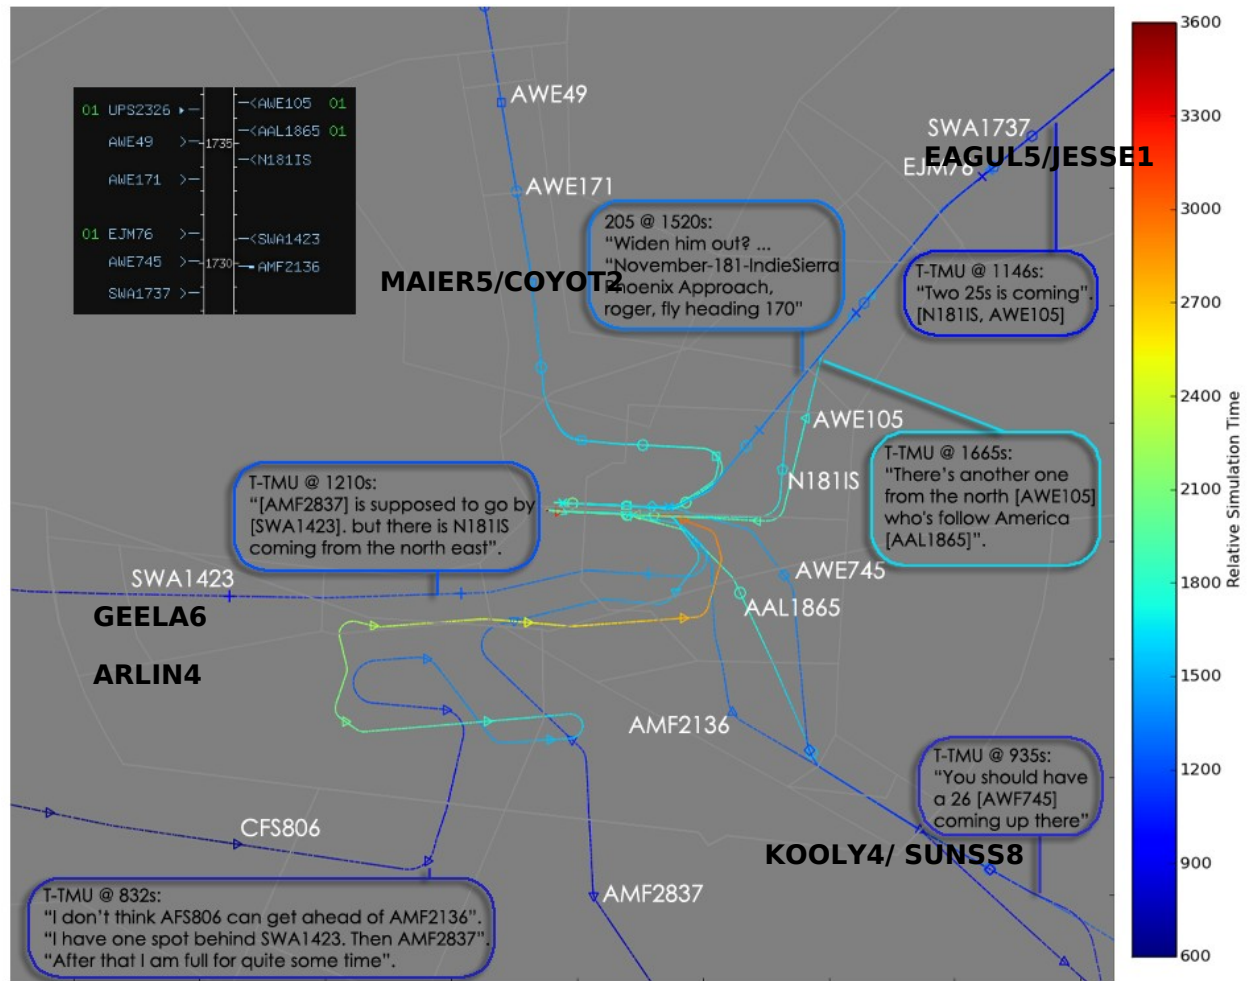 AWE49
AWE171
SWA1737
EAGUL5/JESSE1
EJM76
01 UPS2326
AWE49
AWE171
01 EJM76
AWE745
SWA1737
1735
1730
<AWE105 01
<AAL1865 01
<N181IS
<SWA1423
AMF2136
MAIER5/COYOT2
205 @ 1520s:
"Widen him out? ...
"November-181-IndieSierra
Phoenix Approach,
roger, fly heading 170"
T-TMU @ 1146s:
"Two 25s is coming".
[N181IS, AWE105]
AWE105
N181IS
T-TMU @ 1665s:
"There's another one
from the north [AWE105]
who's follow America
[AAL1865]".
T-TMU @ 1210s:
"[AMF2837] is supposed to go by
[SWA1423]. but there is N181IS
coming from the north east".
SWA1423
GEELA6
ARLIN4
AWE745
AAL1865
AMF2136
T-TMU @ 935s:
"You should have
a 26 [AWF745]
coming up there"
KOOLY4/ SUNSS8
CFS806
AMF2837
T-TMU @ 832s:
"I don't think AFS806 can get ahead of AMF2136".
"I have one spot behind SWA1423. Then AMF2837".
"After that I am full for quite some time".
3600
3300
3000
2700
2400
2100
1800
1500
1200
900
600
Relative Simulation Time